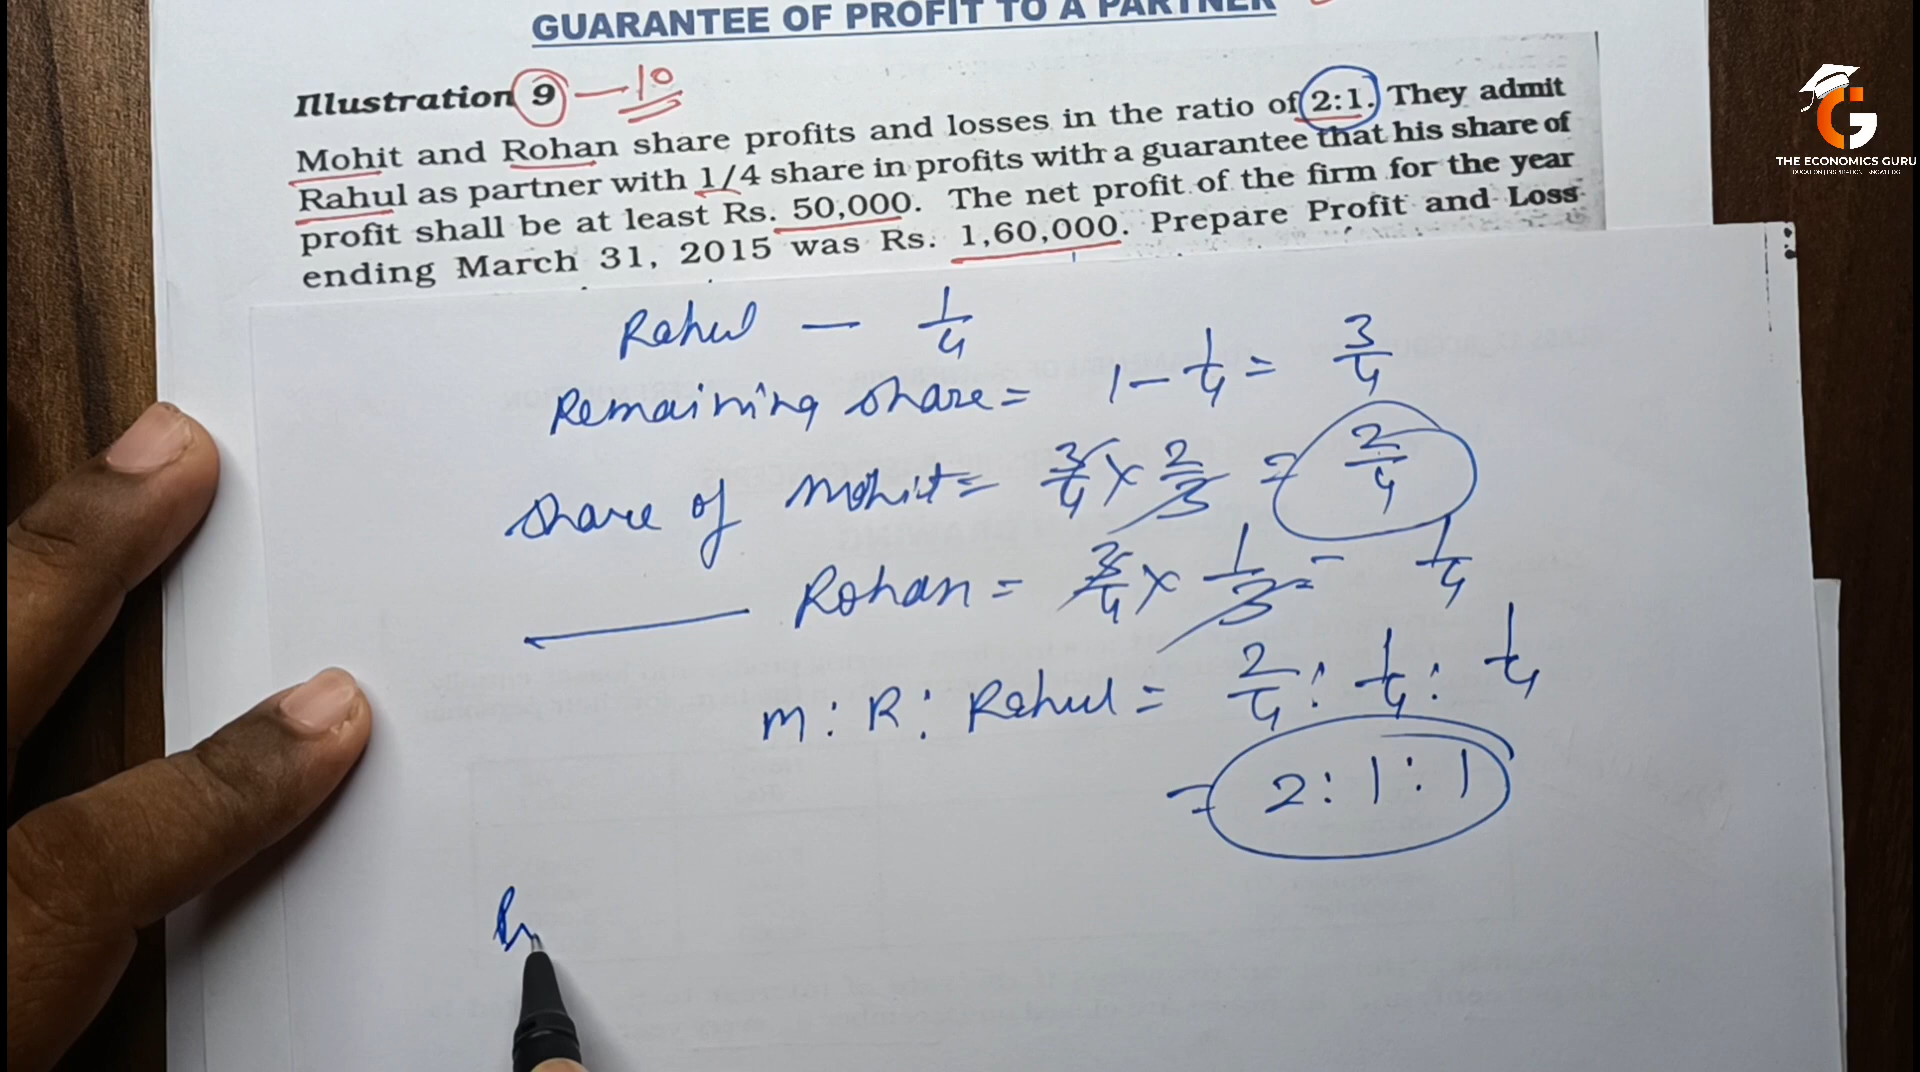 GUARANTEE OF PROFIT TO A PARTNER
Illustration 9 — 10
Mohit and Rohan share profits and losses in the ratio of 2:1. They admit
Rahul as partner with 1/4 share in profits with a guarantee that his share of
profit shall be at least Rs. 50,000. The net profit of the firm for the year
ending March 31, 2015 was Rs. 1,60,000. Prepare Profit and Loss
THE ECONOMICS GURU
Rahul — 1/4
Remaining share = 1 - 1/4 = 3/4
share of Mohit = 3/4 × 2/3 = 2/4
Rohan = 3/4 × 1/3 = 1/4
M : R : Rahul = 2/4 : 1/4 : 1/4
= 2 : 1 : 1